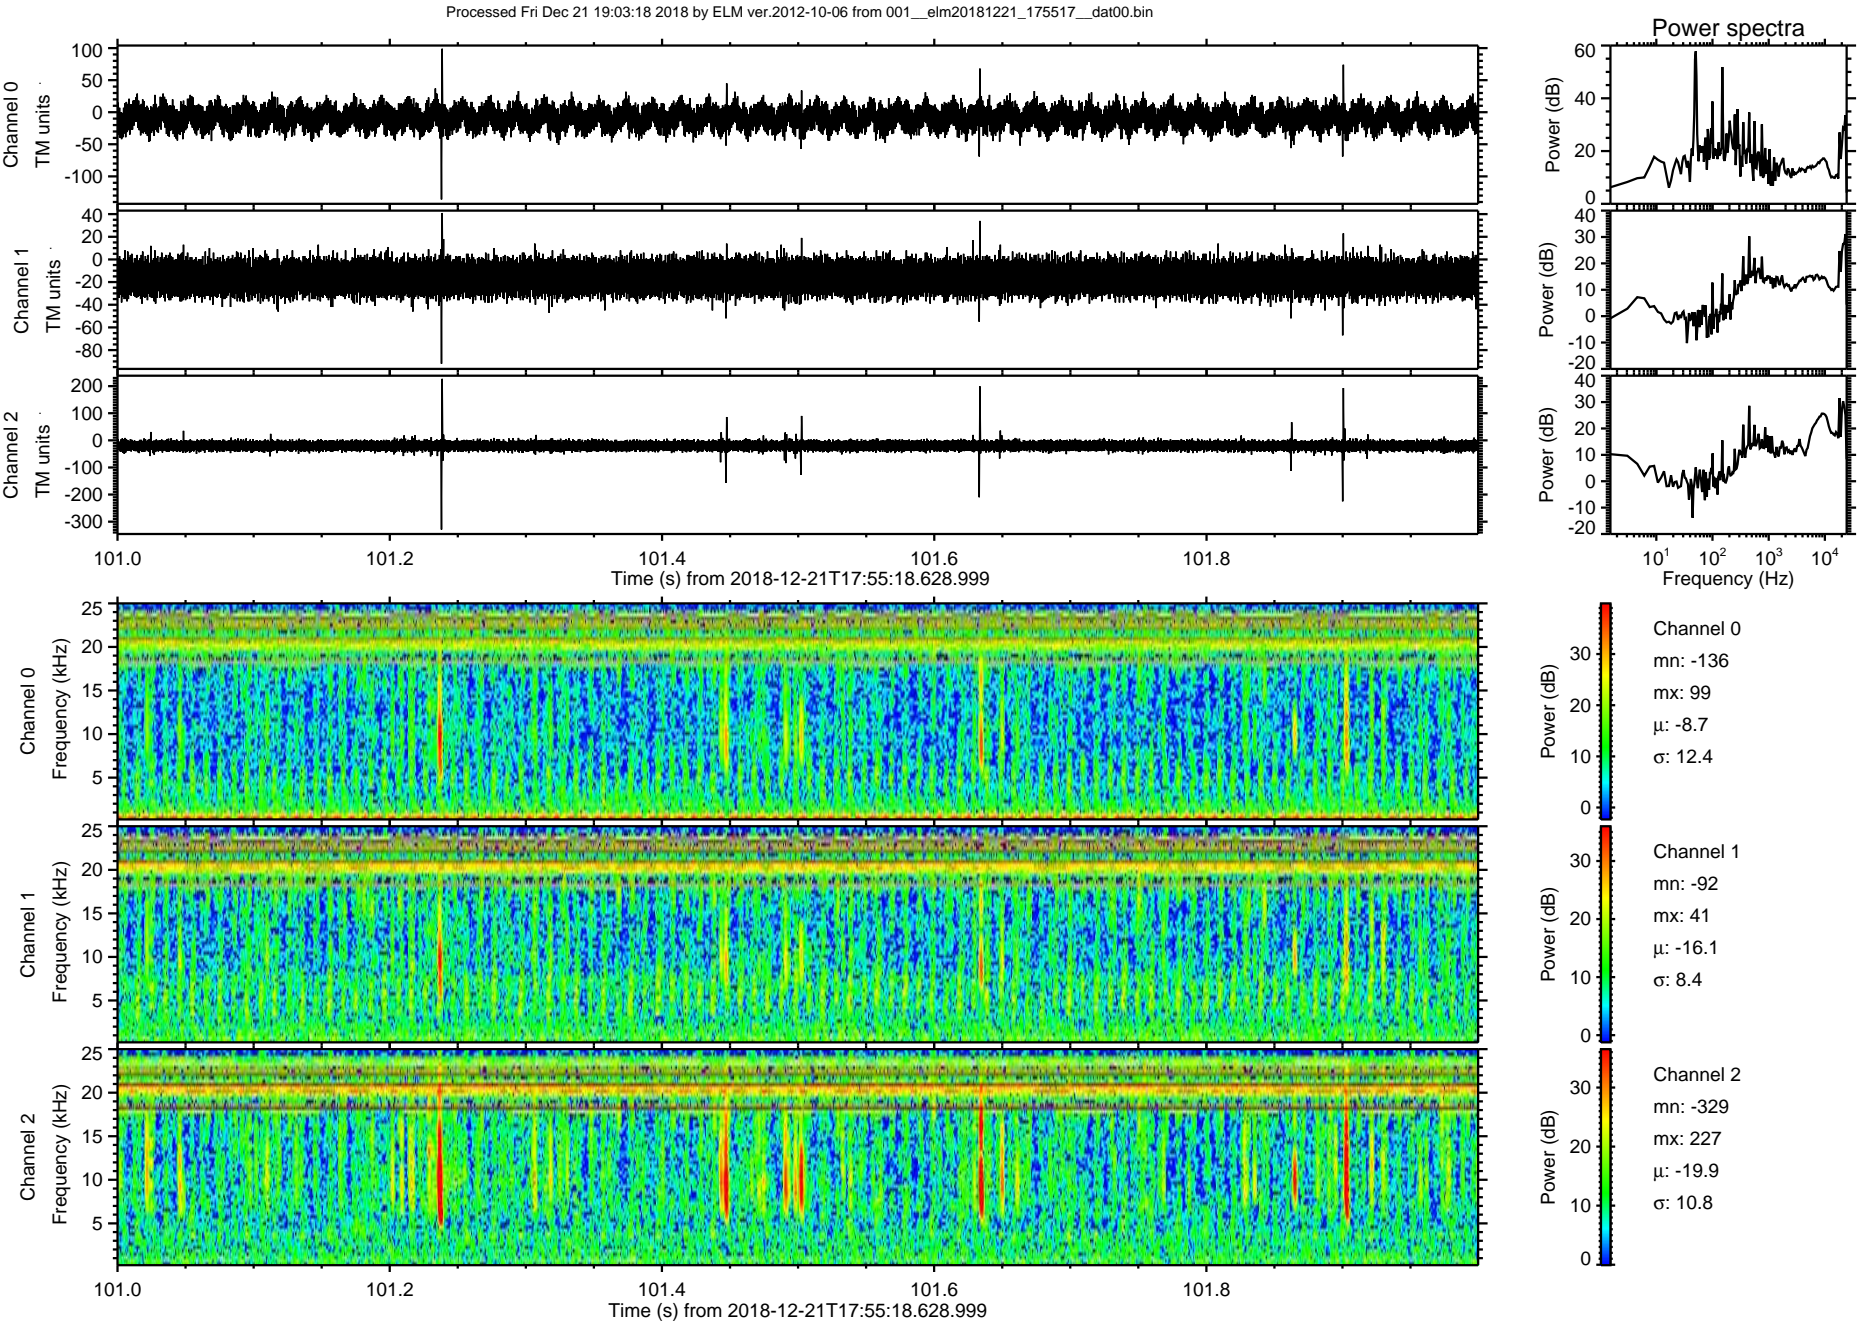 Processed Fri Dec 21 19:03:18 2018 by ELM ver.2012-10-06 from 001__elm20181221_175517__dat00.bin
Power spectra
Channel 0
TM units
100
50
0
-50
-100
Power (dB)
60
40
20
0
Channel 1
TM units
40
20
0
-20
-40
-60
-80
Power (dB)
40
30
20
10
0
-10
-20
Channel 2
TM units
200
100
0
-100
-200
-300
Power (dB)
40
30
20
10
0
-10
-20
101.0 101.2 101.4 101.6 101.8
Time (s) from 2018-12-21T17:55:18.628.999
10¹ 10² 10³ 10⁴
Frequency (Hz)
Channel 0
Frequency (kHz)
25
20
15
10
5
Power (dB)
30
20
10
0
Channel 0
mn: -136
mx: 99
μ: -8.7
σ: 12.4
Channel 1
Frequency (kHz)
25
20
15
10
5
Power (dB)
30
20
10
0
Channel 1
mn: -92
mx: 41
μ: -16.1
σ: 8.4
Channel 2
Frequency (kHz)
25
20
15
10
5
Power (dB)
30
20
10
0
Channel 2
mn: -329
mx: 227
μ: -19.9
σ: 10.8
101.0 101.2 101.4 101.6 101.8
Time (s) from 2018-12-21T17:55:18.628.999